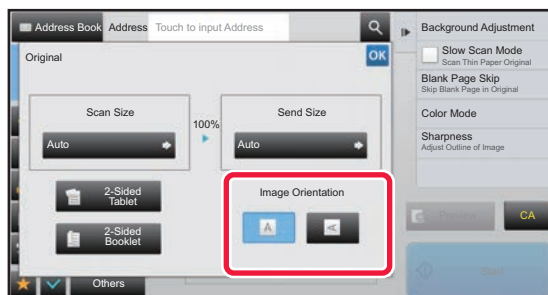 Address Book
Address
Touch to input Address
Original
OK
Scan Size
Auto
100%
Send Size
Auto
2-Sided
Tablet
2-Sided
Booklet
Image Orientation
A
A
Others
Background Adjustment
Slow Scan Mode
Scan Thin Paper Original
Blank Page Skip
Skip Blank Page in Original
Color Mode
Sharpness
Adjust Outline of Image
Preview
CA
Start